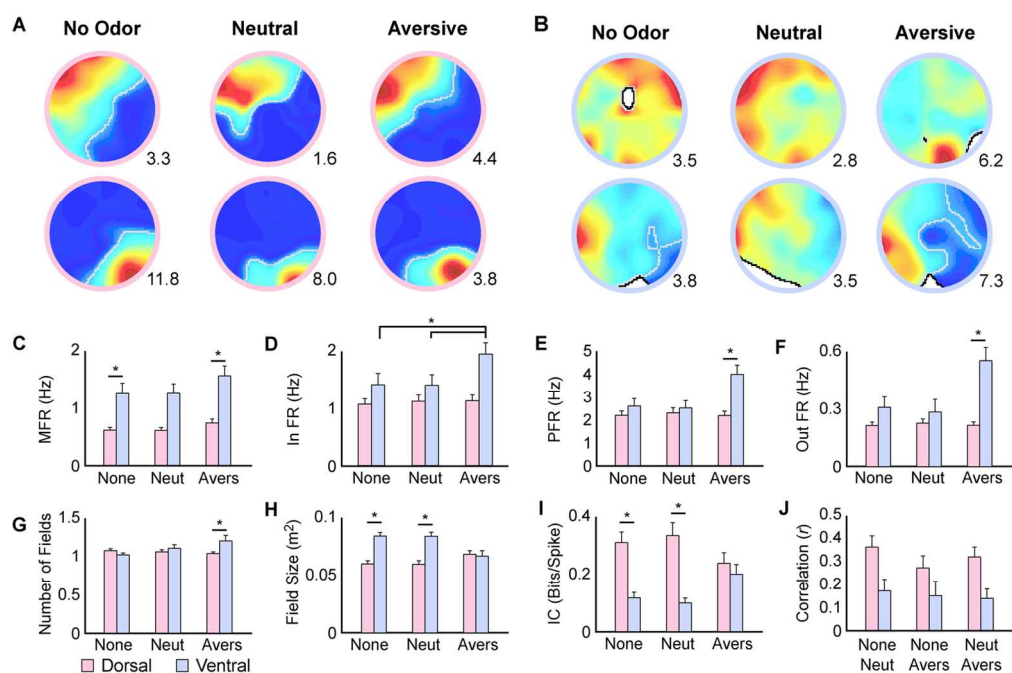 A No Odor Neutral Aversive
3.3 1.6 4.4
11.8 8.0 3.8
B No Odor Neutral Aversive
3.5 2.8 6.2
3.8 3.5 7.3
C
MFR (Hz)
2
1
0
*
*
None Neut Avers
D
In FR (Hz)
2
1
0
*
None Neut Avers
E
PFR (Hz)
5
4
3
2
1
0
*
None Neut Avers
F
Out FR (Hz)
0.6
0.3
0
*
None Neut Avers
G
Number of Fields
1.5
1
0.5
0
*
None Neut Avers
Dorsal Ventral
H
Field Size (m²)
0.1
0.05
0
*
*
None Neut Avers
I
IC (Bits/Spike)
0.4
0.2
0
*
*
None Neut Avers
J
Correlation (r)
0.5
0.4
0.3
0.2
0.1
0
None None Neut
Neut Avers Avers